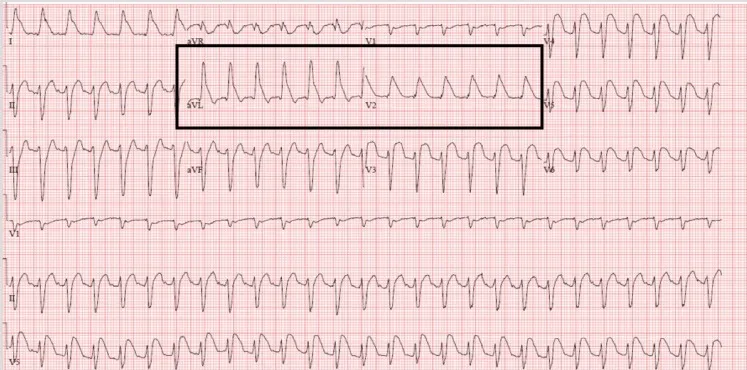 I aVR V1 V4
II aVL V2 V5
III aVF V3 V6
V1
II
V5